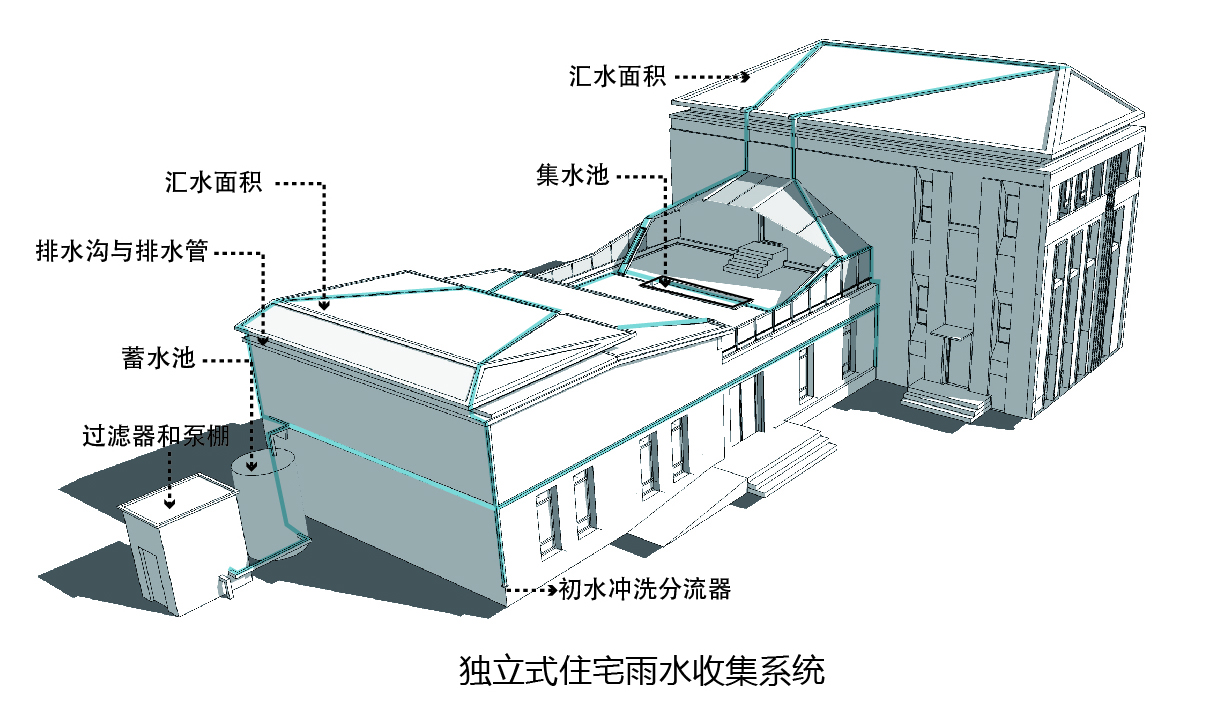 汇水面积
集水池
汇水面积
排水沟与排水管
蓄水池
过滤器和泵棚
初水冲洗分流器
独立式住宅雨水收集系统